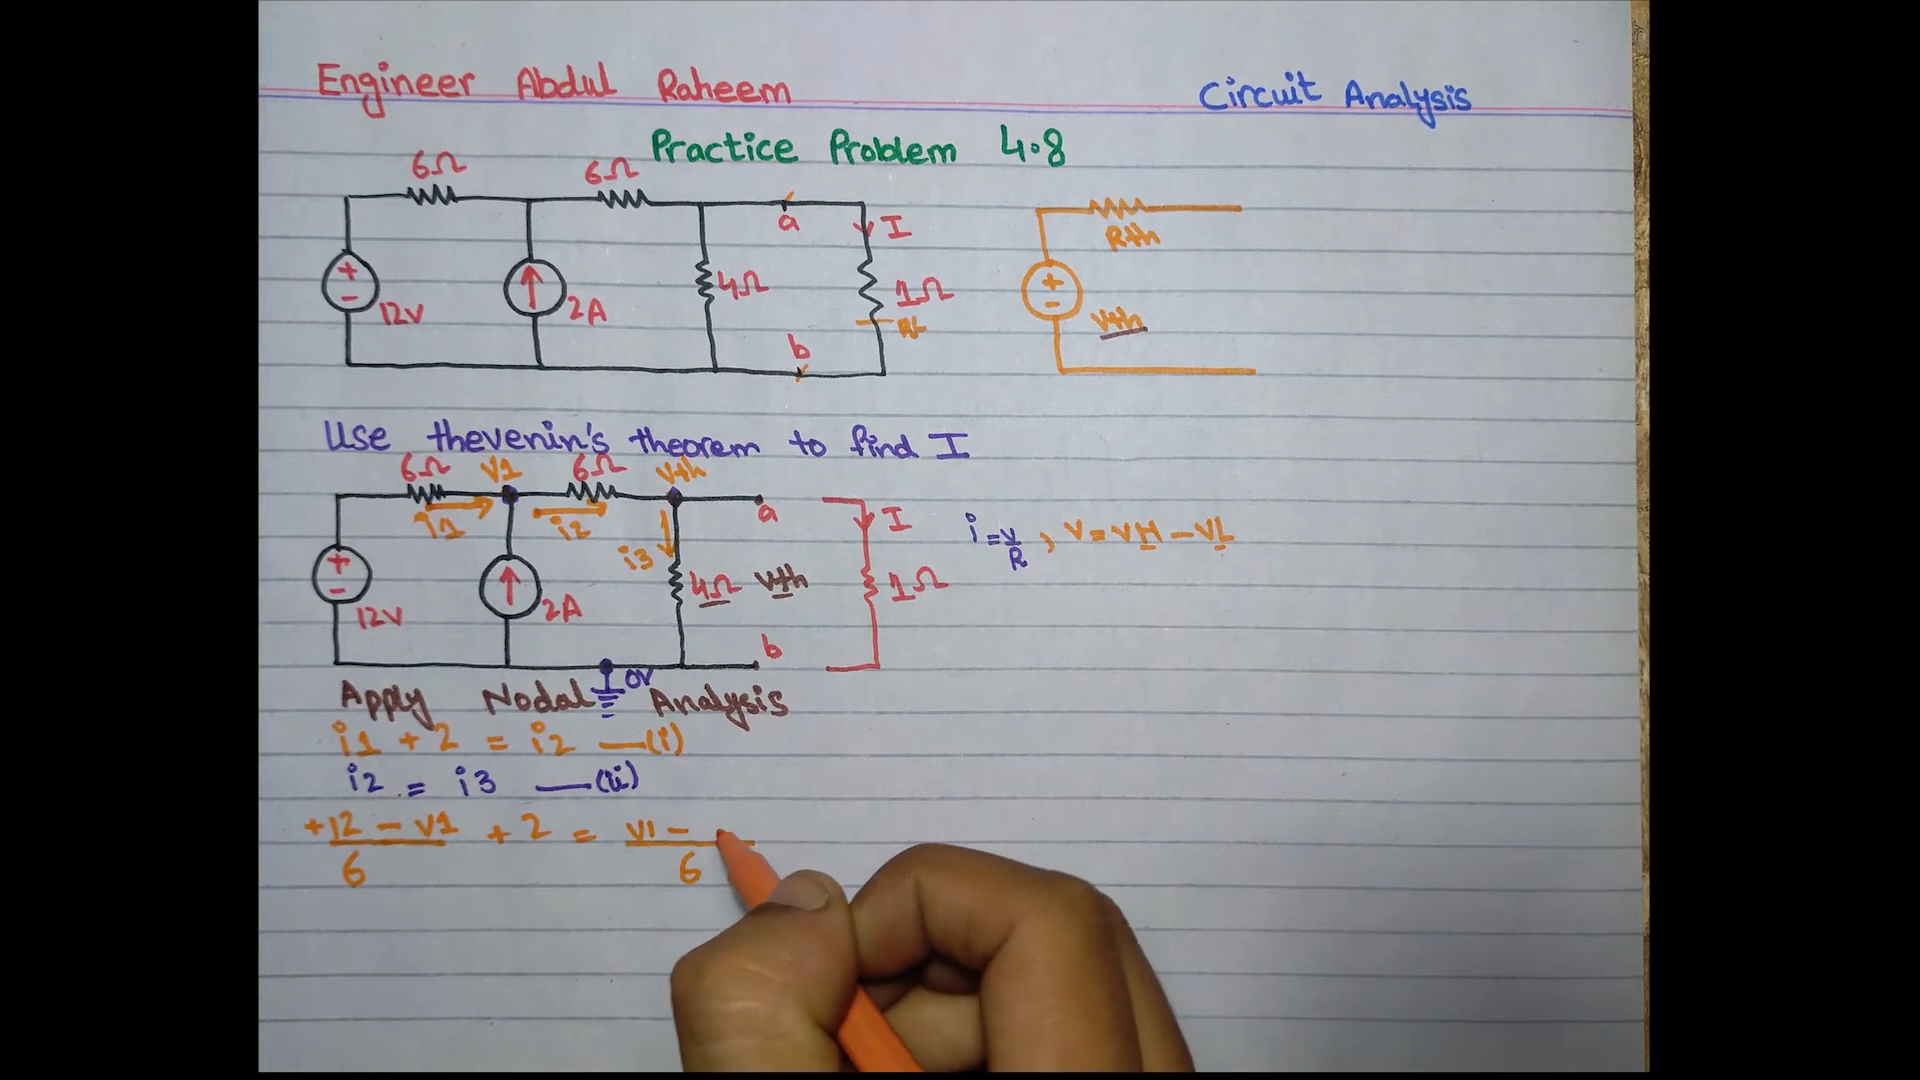 Engineer Abdul Raheem
Circuit Analysis
Practice Problem 4.8
6Ω 6Ω
a I
+ - 12V
2A
4Ω
1Ω
RL
b
Rth
+ - Vth
Use thevenin's theorem to find I
6Ω V1 6Ω Vth
i1 i2 a I
i3
i = V/R , V = VH - VL
+ - 12V
2A
4Ω Vth
1Ω
b
0V
Apply Nodal Analysis
i1 + 2 = i2 —(i)
i2 = i3 —(ii)
+12 - V1 + 2 = V1 -
6 6